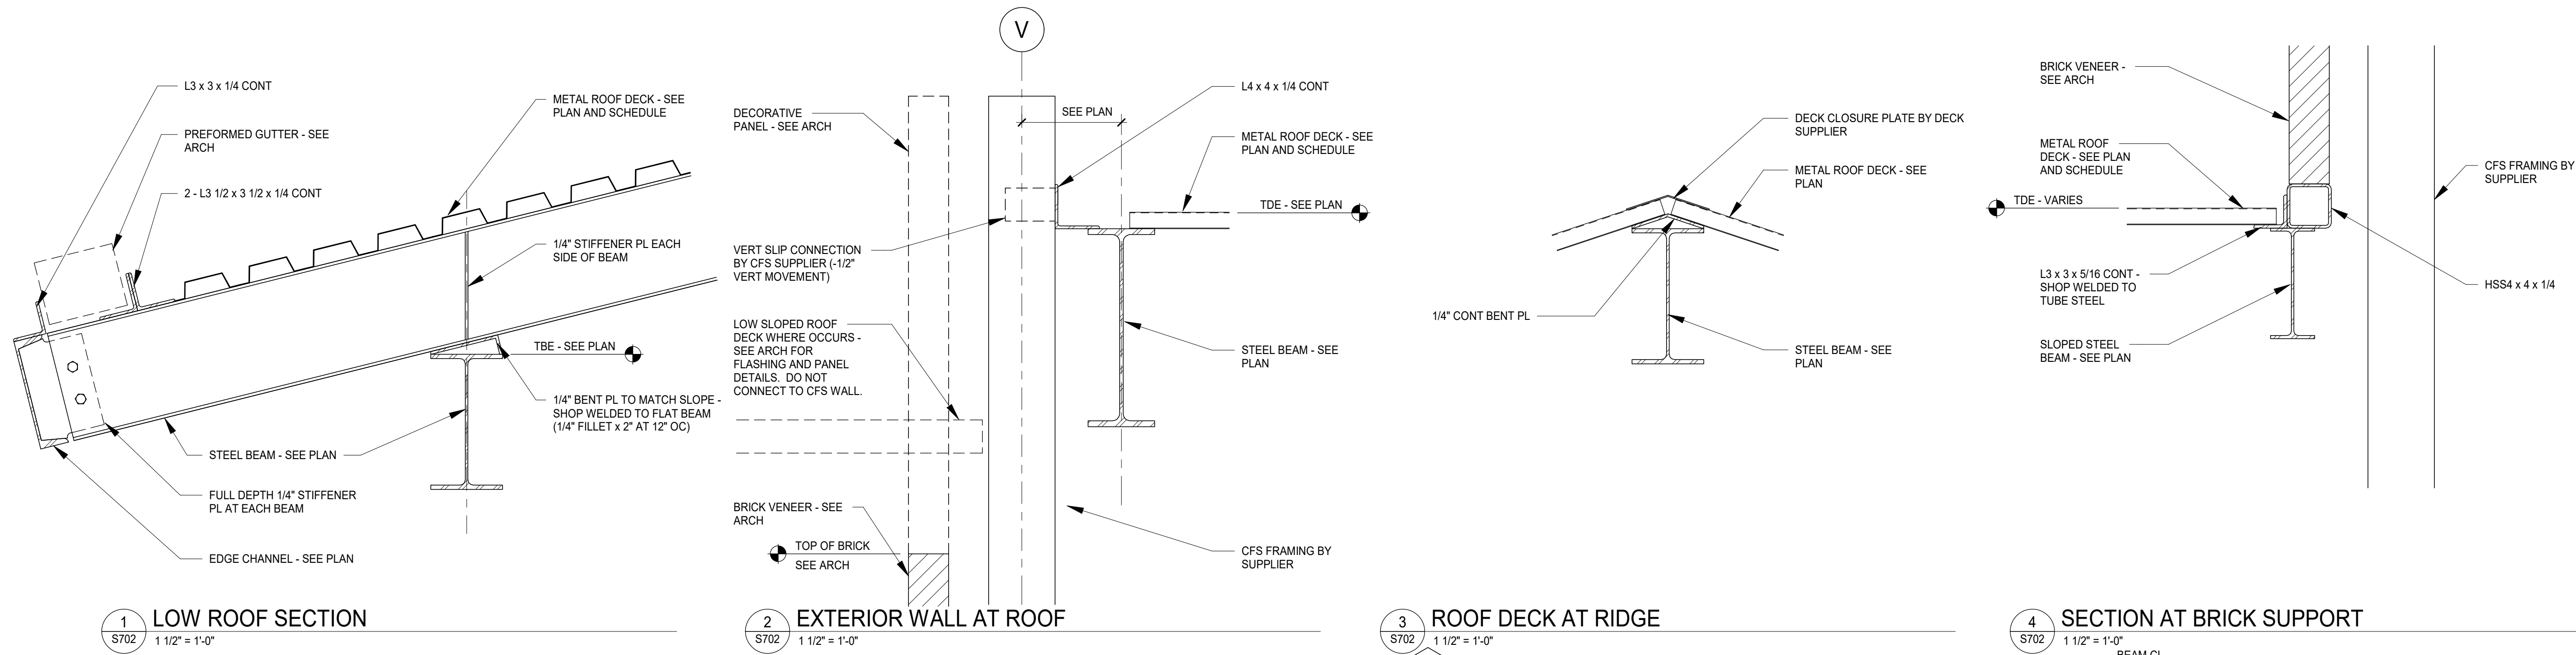 L3 x 3 x 1/4 CONT
PREFORMED GUTTER - SEE
ARCH
2 - L3 1/2 x 3 1/2 x 1/4 CONT
METAL ROOF DECK - SEE
PLAN AND SCHEDULE
1/4" STIFFENER PL EACH
SIDE OF BEAM
TBE - SEE PLAN
1/4" BENT PL TO MATCH SLOPE -
SHOP WELDED TO FLAT BEAM
(1/4" FILLET x 2" AT 12" OC)
STEEL BEAM - SEE PLAN
FULL DEPTH 1/4" STIFFENER
PL AT EACH BEAM
EDGE CHANNEL - SEE PLAN
1
S702
LOW ROOF SECTION
1 1/2" = 1'-0"
V
DECORATIVE
PANEL - SEE ARCH
SEE PLAN
L4 x 4 x 1/4 CONT
METAL ROOF DECK - SEE
PLAN AND SCHEDULE
TDE - SEE PLAN
VERT SLIP CONNECTION
BY CFS SUPPLIER (-1/2"
VERT MOVEMENT)
LOW SLOPED ROOF
DECK WHERE OCCURS -
SEE ARCH FOR
FLASHING AND PANEL
DETAILS.  DO NOT
CONNECT TO CFS WALL.
STEEL BEAM - SEE
PLAN
BRICK VENEER - SEE
ARCH
TOP OF BRICK
SEE ARCH
CFS FRAMING BY
SUPPLIER
2
S702
EXTERIOR WALL AT ROOF
1 1/2" = 1'-0"
DECK CLOSURE PLATE BY DECK
SUPPLIER
METAL ROOF DECK - SEE
PLAN
1/4" CONT BENT PL
STEEL BEAM - SEE
PLAN
3
S702
ROOF DECK AT RIDGE
1 1/2" = 1'-0"
BRICK VENEER -
SEE ARCH
METAL ROOF
DECK - SEE PLAN
AND SCHEDULE
TDE - VARIES
CFS FRAMING BY
SUPPLIER
L3 x 3 x 5/16 CONT -
SHOP WELDED TO
TUBE STEEL
HSS4 x 4 x 1/4
SLOPED STEEL
BEAM - SEE PLAN
4
S702
SECTION AT BRICK SUPPORT
1 1/2" = 1'-0"